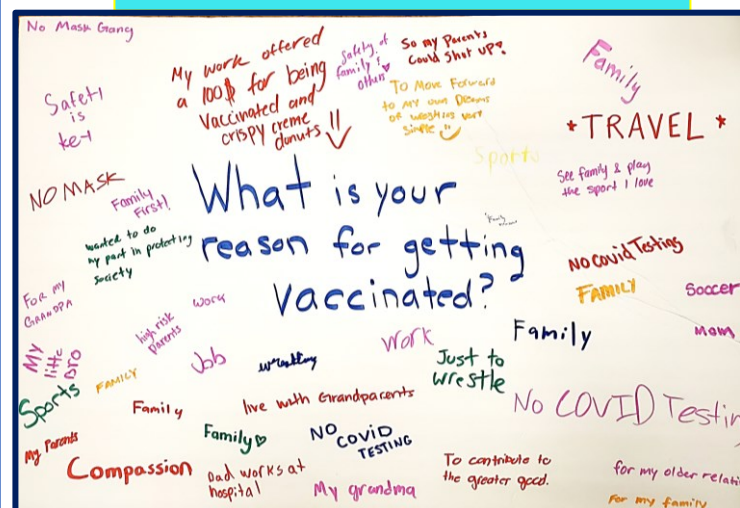 No Mask Gang
My work offered
a 100$ for being
Vaccinated and
crispy creme
donuts !!
Safety of
family &
others
So my Parents
Could Shut UP!
To Move Forward
to my own Dreams
of
Family
*TRAVEL*
Safety
is
key
Sports
See family & play
the sport I love
NO MASK
Family
First!
What is your
reason for getting
vaccinated?
wanted to do
my part in protecting
society
No covid Testing
FAMILY
Soccer
For my
GRANDPA
work
high risk
Parents
Mom
Family
Work
My
little
bro
Job
wrestling
Just to
wrestle
Sports
FAMILY
Family
live with Grandparents
No COVID Testin
My Parents
Family
NO
COVID
TESTING
Compassion
Dad works at
hospital
My grandma
To contribute to
the greater good.
for my older relati
For my family